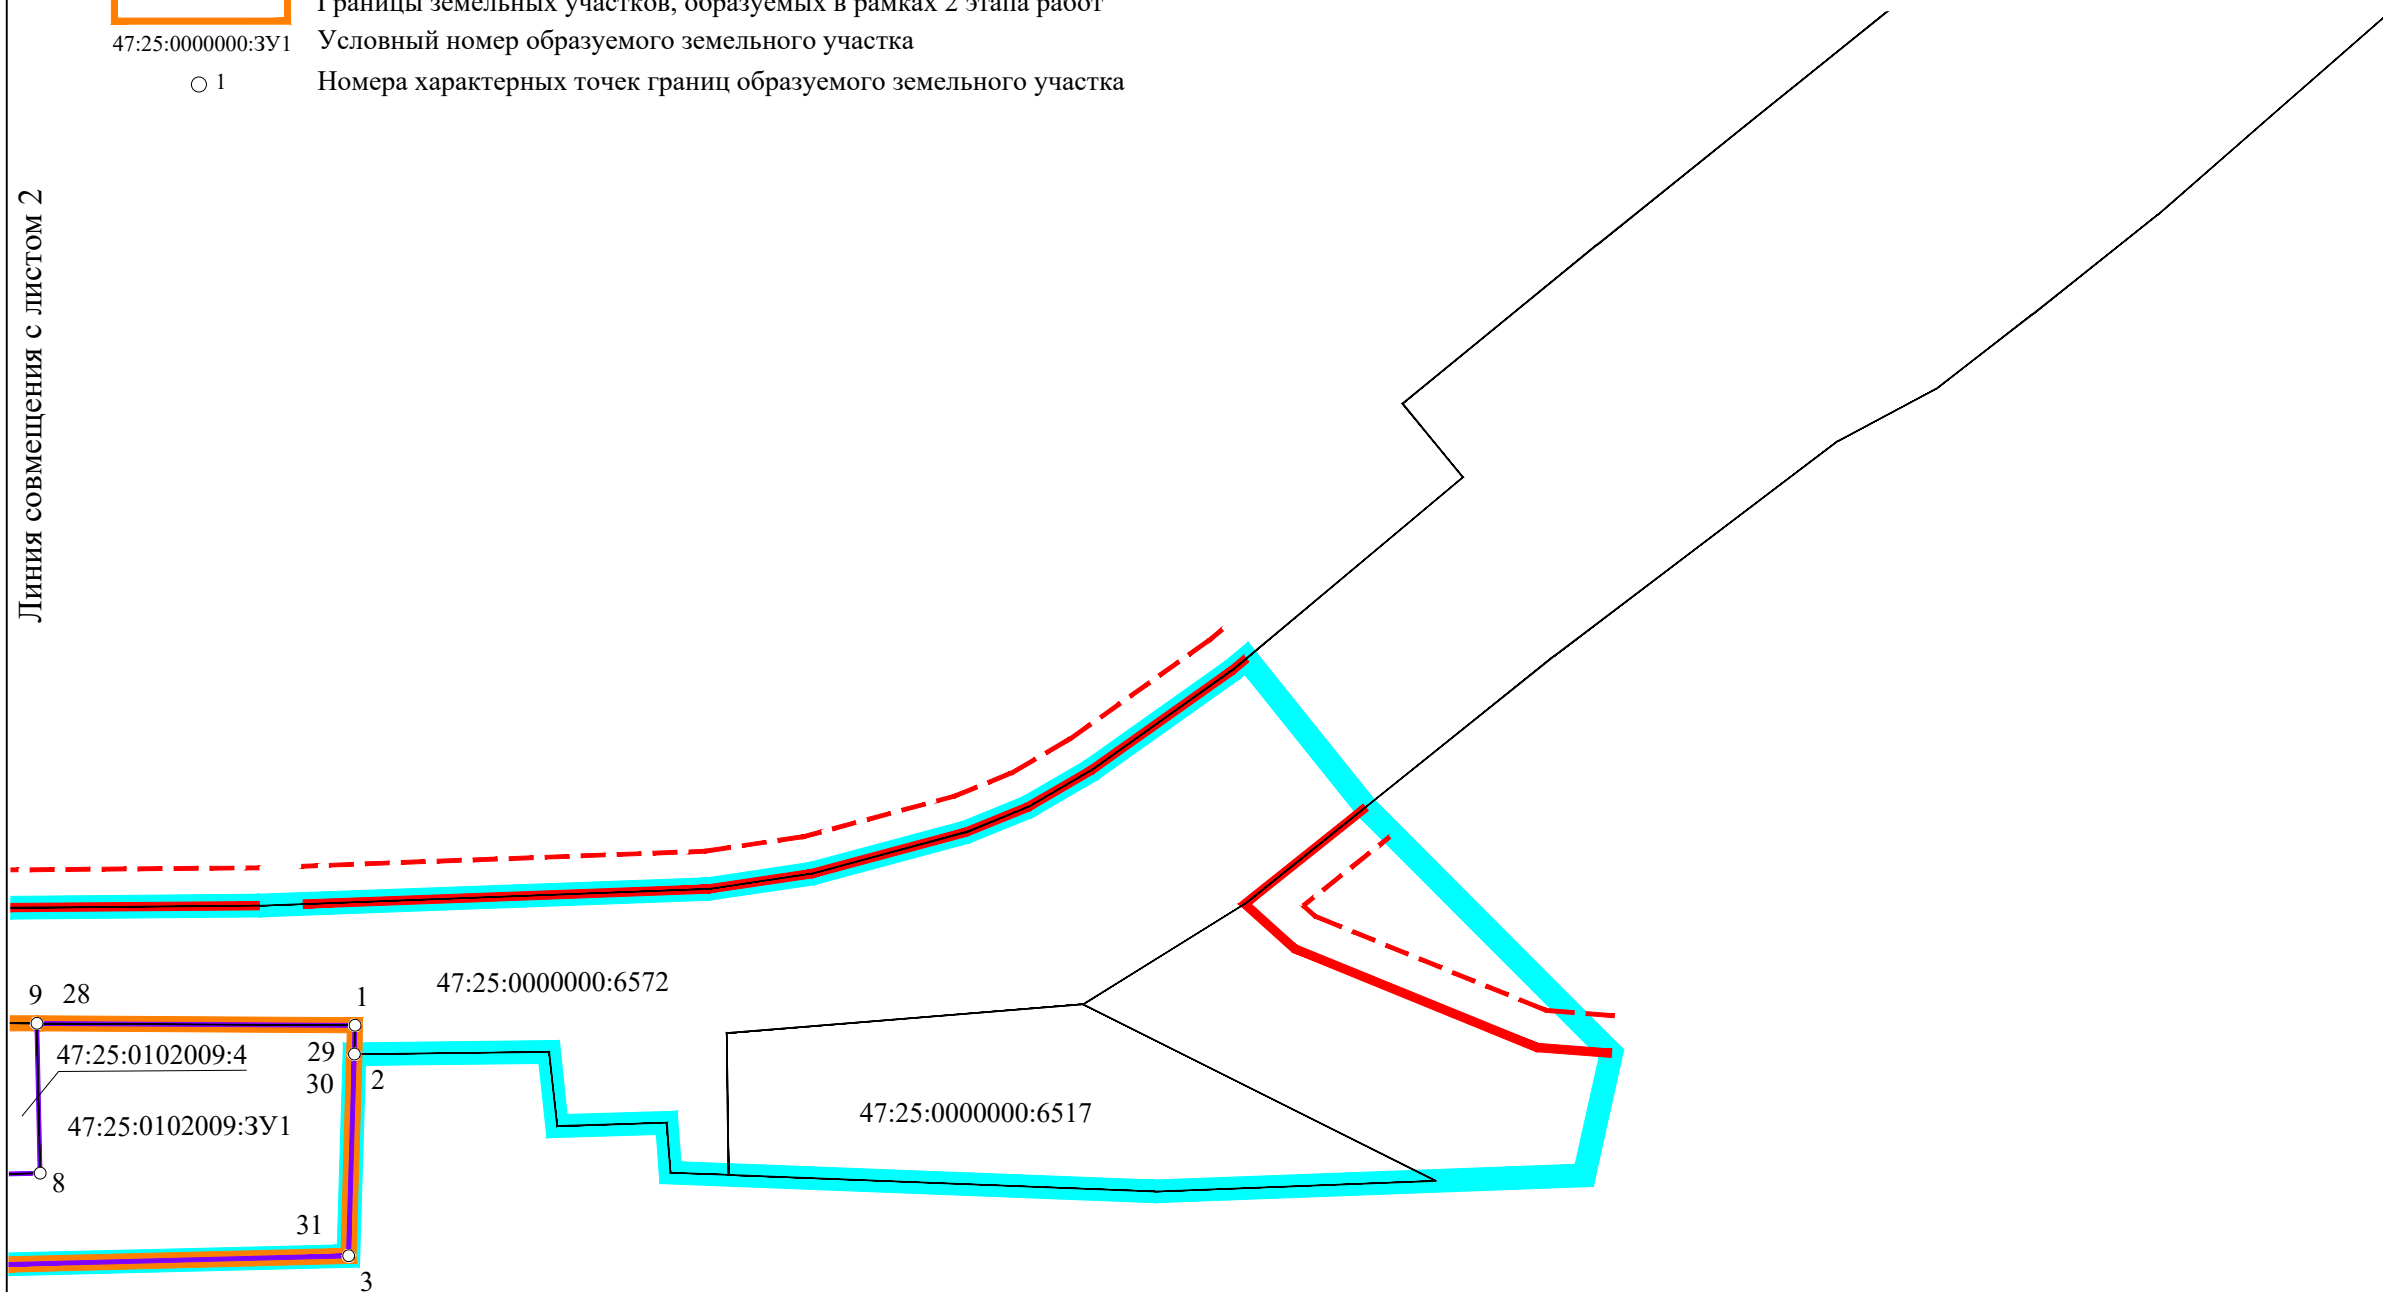 Границы земельных участков, образуемых в рамках 2 этапа работ
47:25:0000000:ЗУ1 Условный номер образуемого земельного участка
1 Номера характерных точек границ образуемого земельного участка
Линия совмещения с листом 2
47:25:0000000:6572
9 28 1
47:25:0102009:4
29
30 2
47:25:0102009:ЗУ1
47:25:0000000:6517
8
31
3